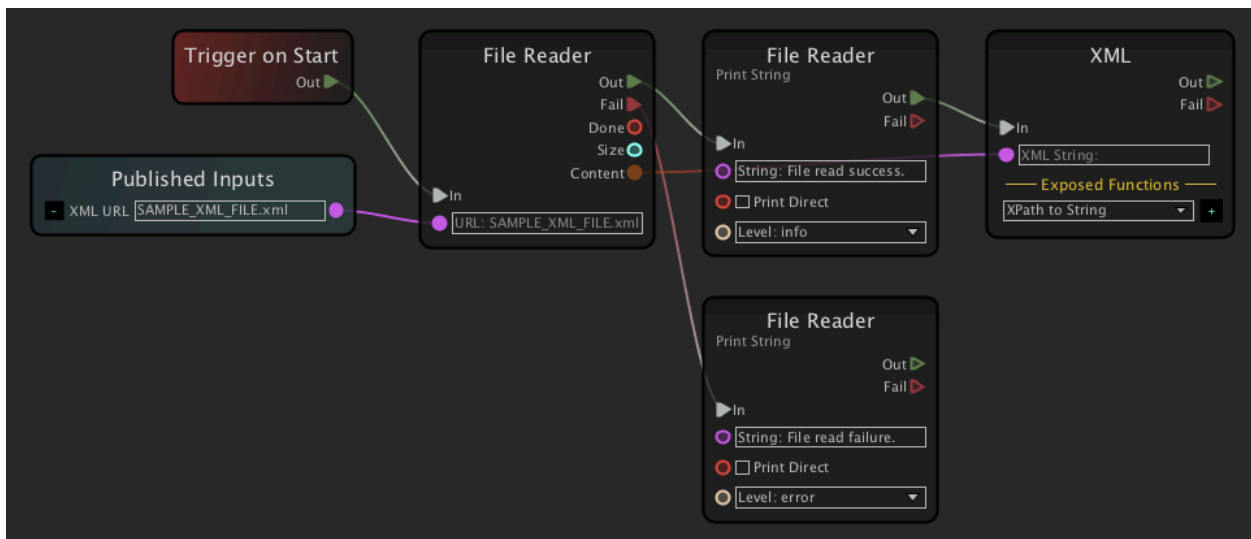 Trigger on Start
Out
Published Inputs
- XML URL SAMPLE_XML_FILE.xml
File Reader
Out
Fail
Done
Size
Content
In
URL: SAMPLE_XML_FILE.xml
File Reader
Print String
Out
Fail
In
String: File read success.
Print Direct
Level: info
XML
Out
Fail
In
XML String:
Exposed Functions
XPath to String +
File Reader
Print String
Out
Fail
In
String: File read failure.
Print Direct
Level: error